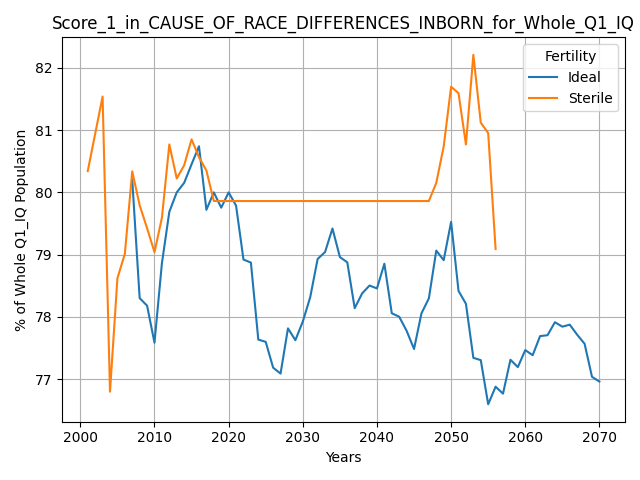 Score_1_in_CAUSE_OF_RACE_DIFFERENCES_INBORN_for_Whole_Q1_IQ
Fertility
Ideal
Sterile
% of Whole Q1_IQ Population
82
81
80
79
78
77
2000
2010
2020
2030
2040
2050
2060
2070
Years